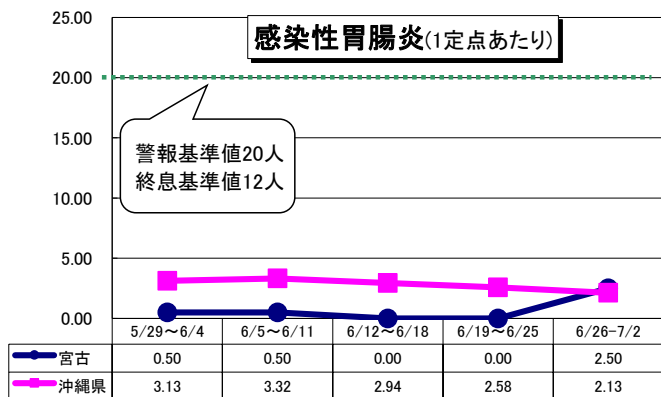 感染性胃腸炎(1定点あたり)
25.00
20.00
15.00
10.00
5.00
0.00
警報基準値20人
終息基準値12人
5/29～6/4 6/5～6/11 6/12～6/18 6/19～6/25 6/26-7/2
宮古 0.50 0.50 0.00 0.00 2.50
沖縄県 3.13 3.32 2.94 2.58 2.13